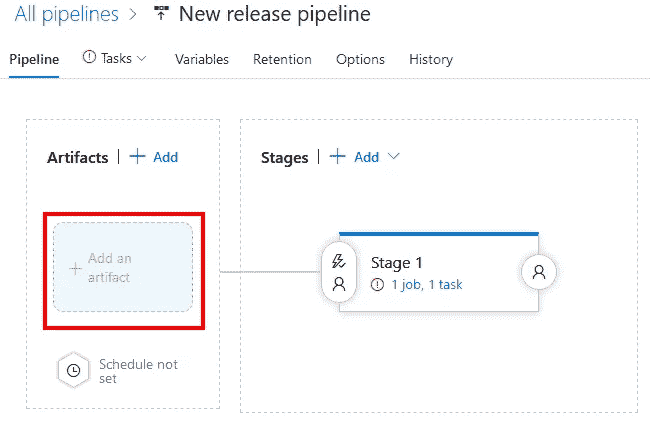 All pipelines > New release pipeline
Pipeline Tasks Variables Retention Options History
Artifacts | + Add Stages | + Add
+ Add an
artifact
Stage 1
1 job, 1 task
Schedule not
set